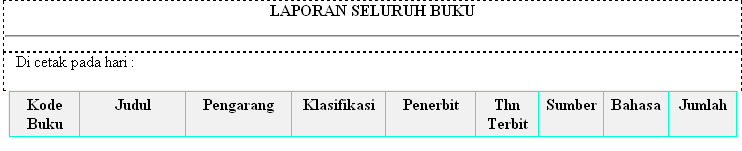 LAPORAN SELURUH BUKU
Di cetak pada hari :
Kode Buku Judul Pengarang Klasifikasi Penerbit Thn Terbit Sumber Bahasa Jumlah